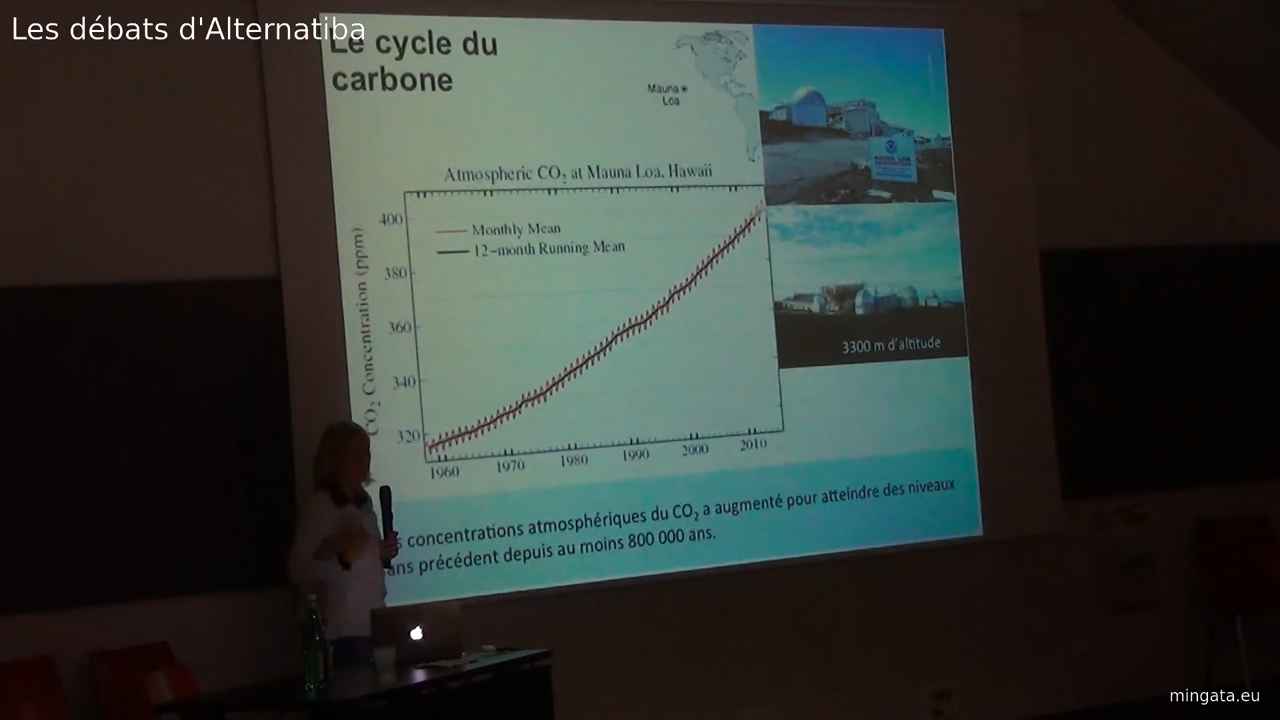 Les débats d'Alternatiba
Le cycle du
carbone
Mauna
Loa
Atmospheric CO₂ at Mauna Loa, Hawaii
CO₂ Concentration (ppm)
400
380
360
340
320
Monthly Mean
12-month Running Mean
1960 1970 1980 1990 2000 2010
MAUNA LOA
3300 m d'altitude
s concentrations atmosphériques du CO₂ a augmenté pour atteindre des niveaux
ans précédent depuis au moins 800 000 ans.
mingata.eu